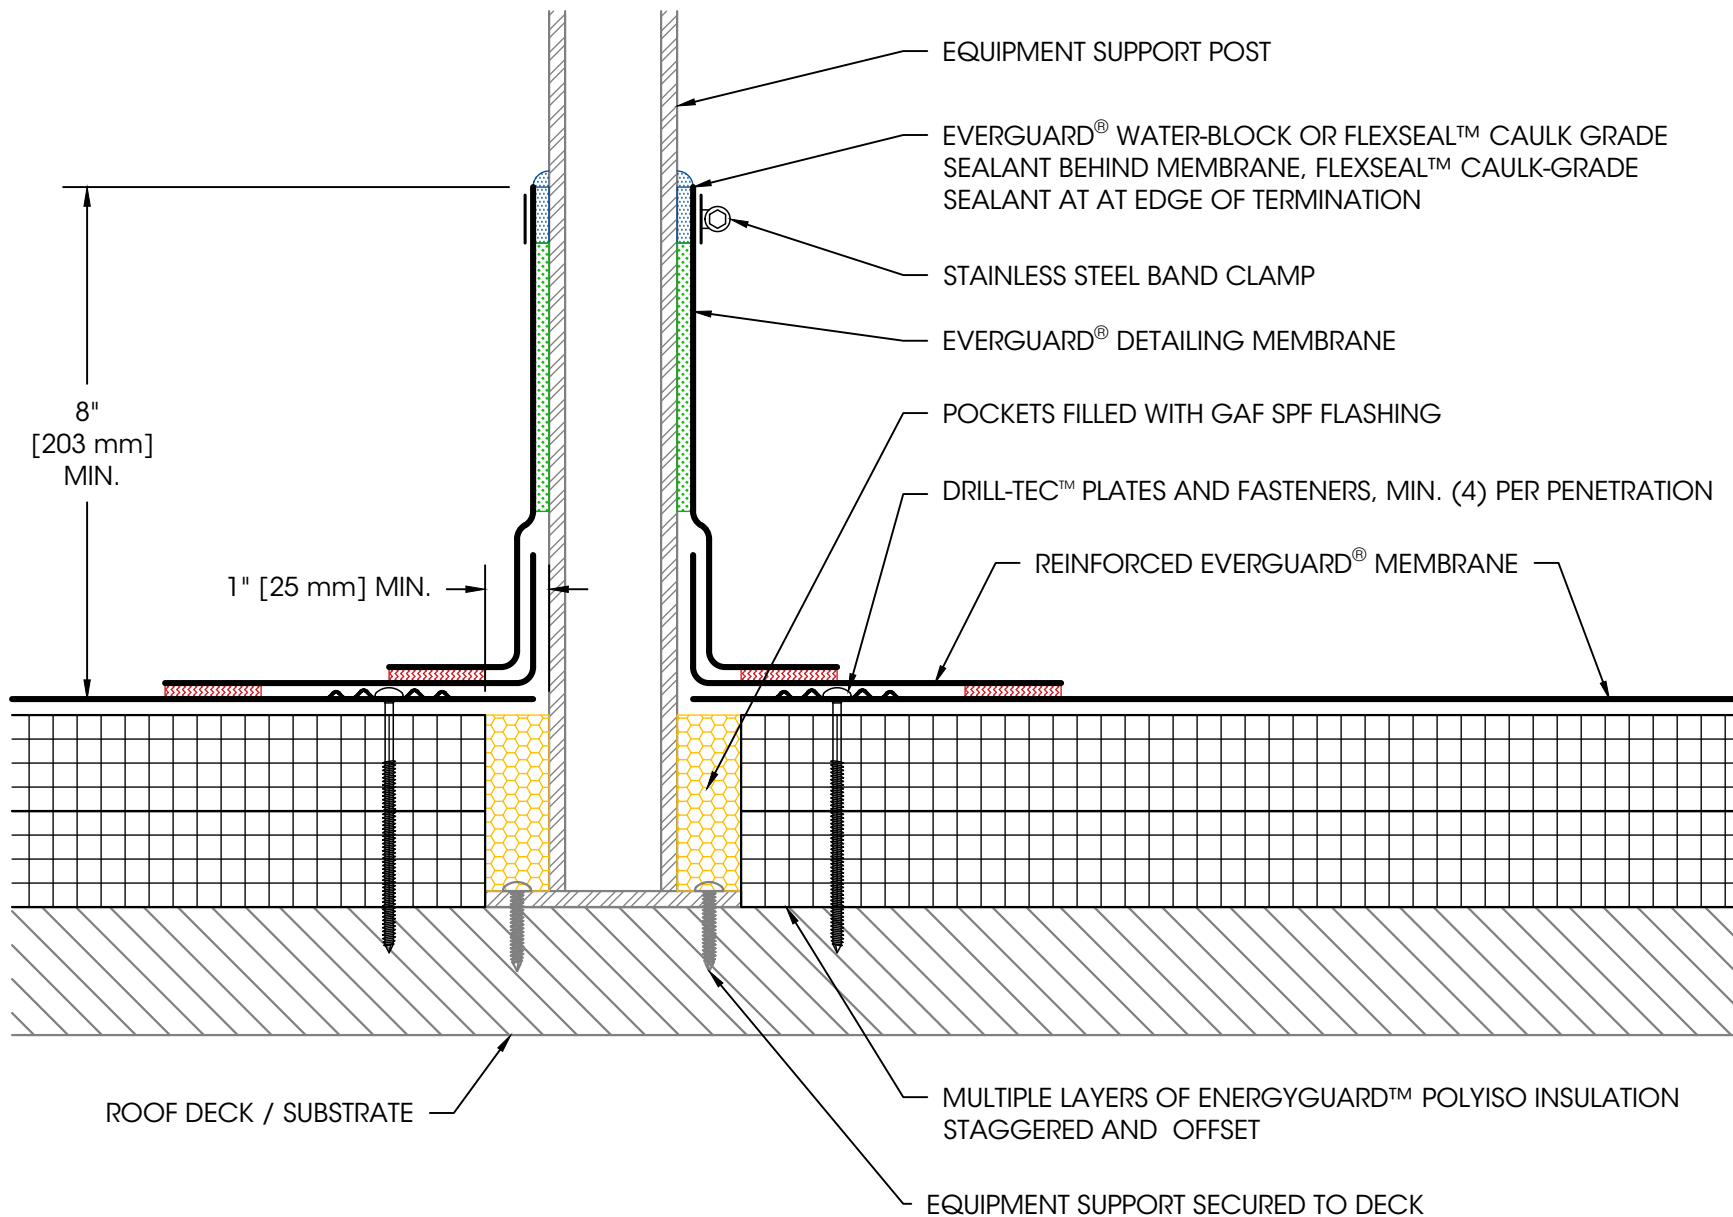 EQUIPMENT SUPPORT POST
EVERGUARD® WATER-BLOCK OR FLEXSEAL™ CAULK GRADE
SEALANT BEHIND MEMBRANE, FLEXSEAL™ CAULK-GRADE
SEALANT AT AT EDGE OF TERMINATION
STAINLESS STEEL BAND CLAMP
EVERGUARD® DETAILING MEMBRANE
8"
[203 mm]
MIN.
POCKETS FILLED WITH GAF SPF FLASHING
DRILL-TEC™ PLATES AND FASTENERS, MIN. (4) PER PENETRATION
REINFORCED EVERGUARD® MEMBRANE
1" [25 mm] MIN.
ROOF DECK / SUBSTRATE
MULTIPLE LAYERS OF ENERGYGUARD™ POLYISO INSULATION
STAGGERED AND OFFSET
EQUIPMENT SUPPORT SECURED TO DECK